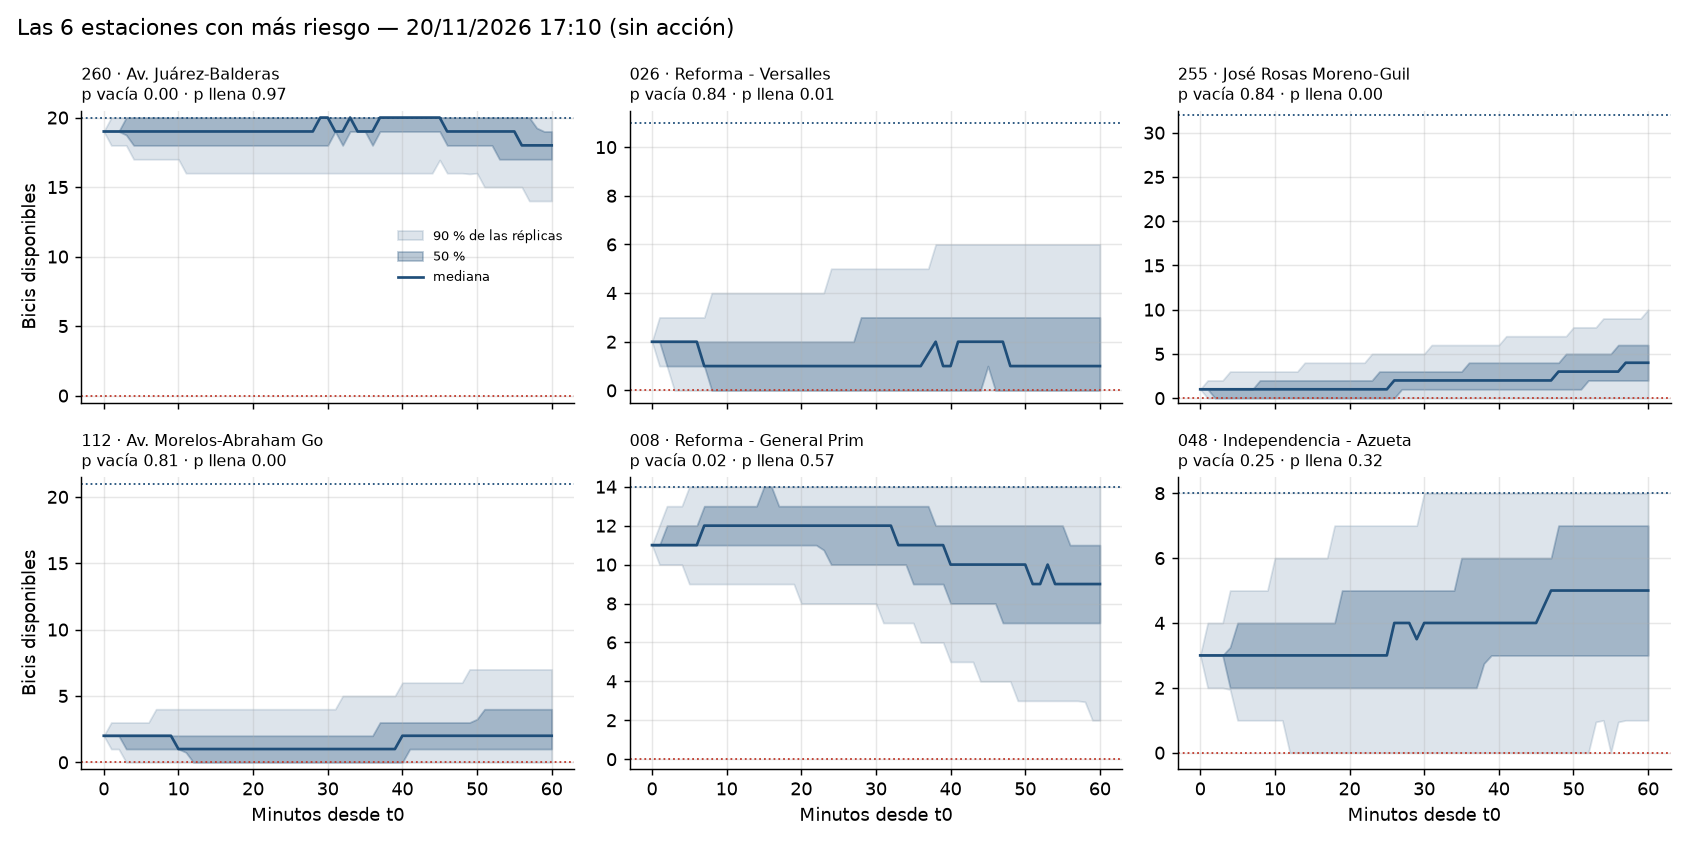 Las 6 estaciones con más riesgo — 20/11/2026 17:10 (sin acción)
260 · Av. Juárez-Balderas
p vacía 0.00 · p llena 0.97
20
15
10
5
0
Bicis disponibles
90 % de las réplicas
50 %
mediana
026 · Reforma - Versalles
p vacía 0.84 · p llena 0.01
10
8
6
4
2
0
255 · José Rosas Moreno-Guil
p vacía 0.84 · p llena 0.00
30
25
20
15
10
5
0
112 · Av. Morelos-Abraham Go
p vacía 0.81 · p llena 0.00
20
15
10
5
0
Bicis disponibles
0 10 20 30 40 50 60
Minutos desde t0
008 · Reforma - General Prim
p vacía 0.02 · p llena 0.57
14
12
10
8
6
4
2
0
0 10 20 30 40 50 60
Minutos desde t0
048 · Independencia - Azueta
p vacía 0.25 · p llena 0.32
8
6
4
2
0
0 10 20 30 40 50 60
Minutos desde t0